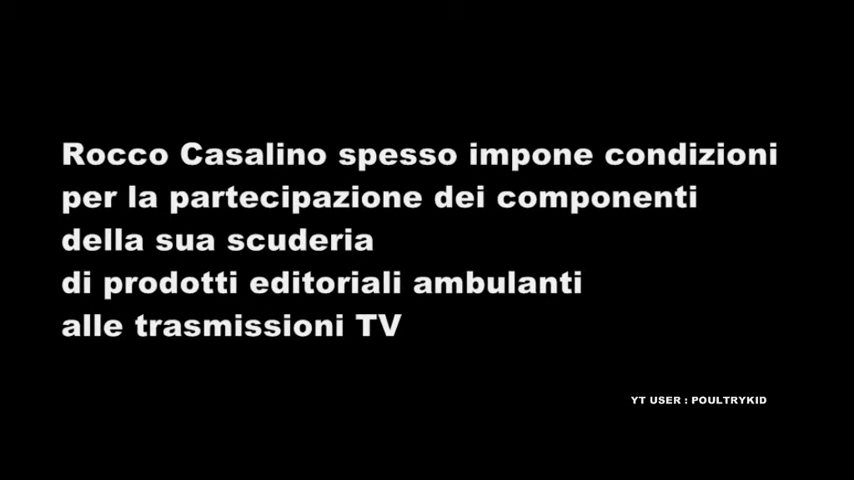 Rocco Casalino spesso impone condizioni
per la partecipazione dei componenti
della sua scuderia
di prodotti editoriali ambulanti
alle trasmissioni TV
YT USER : POULTRYKID